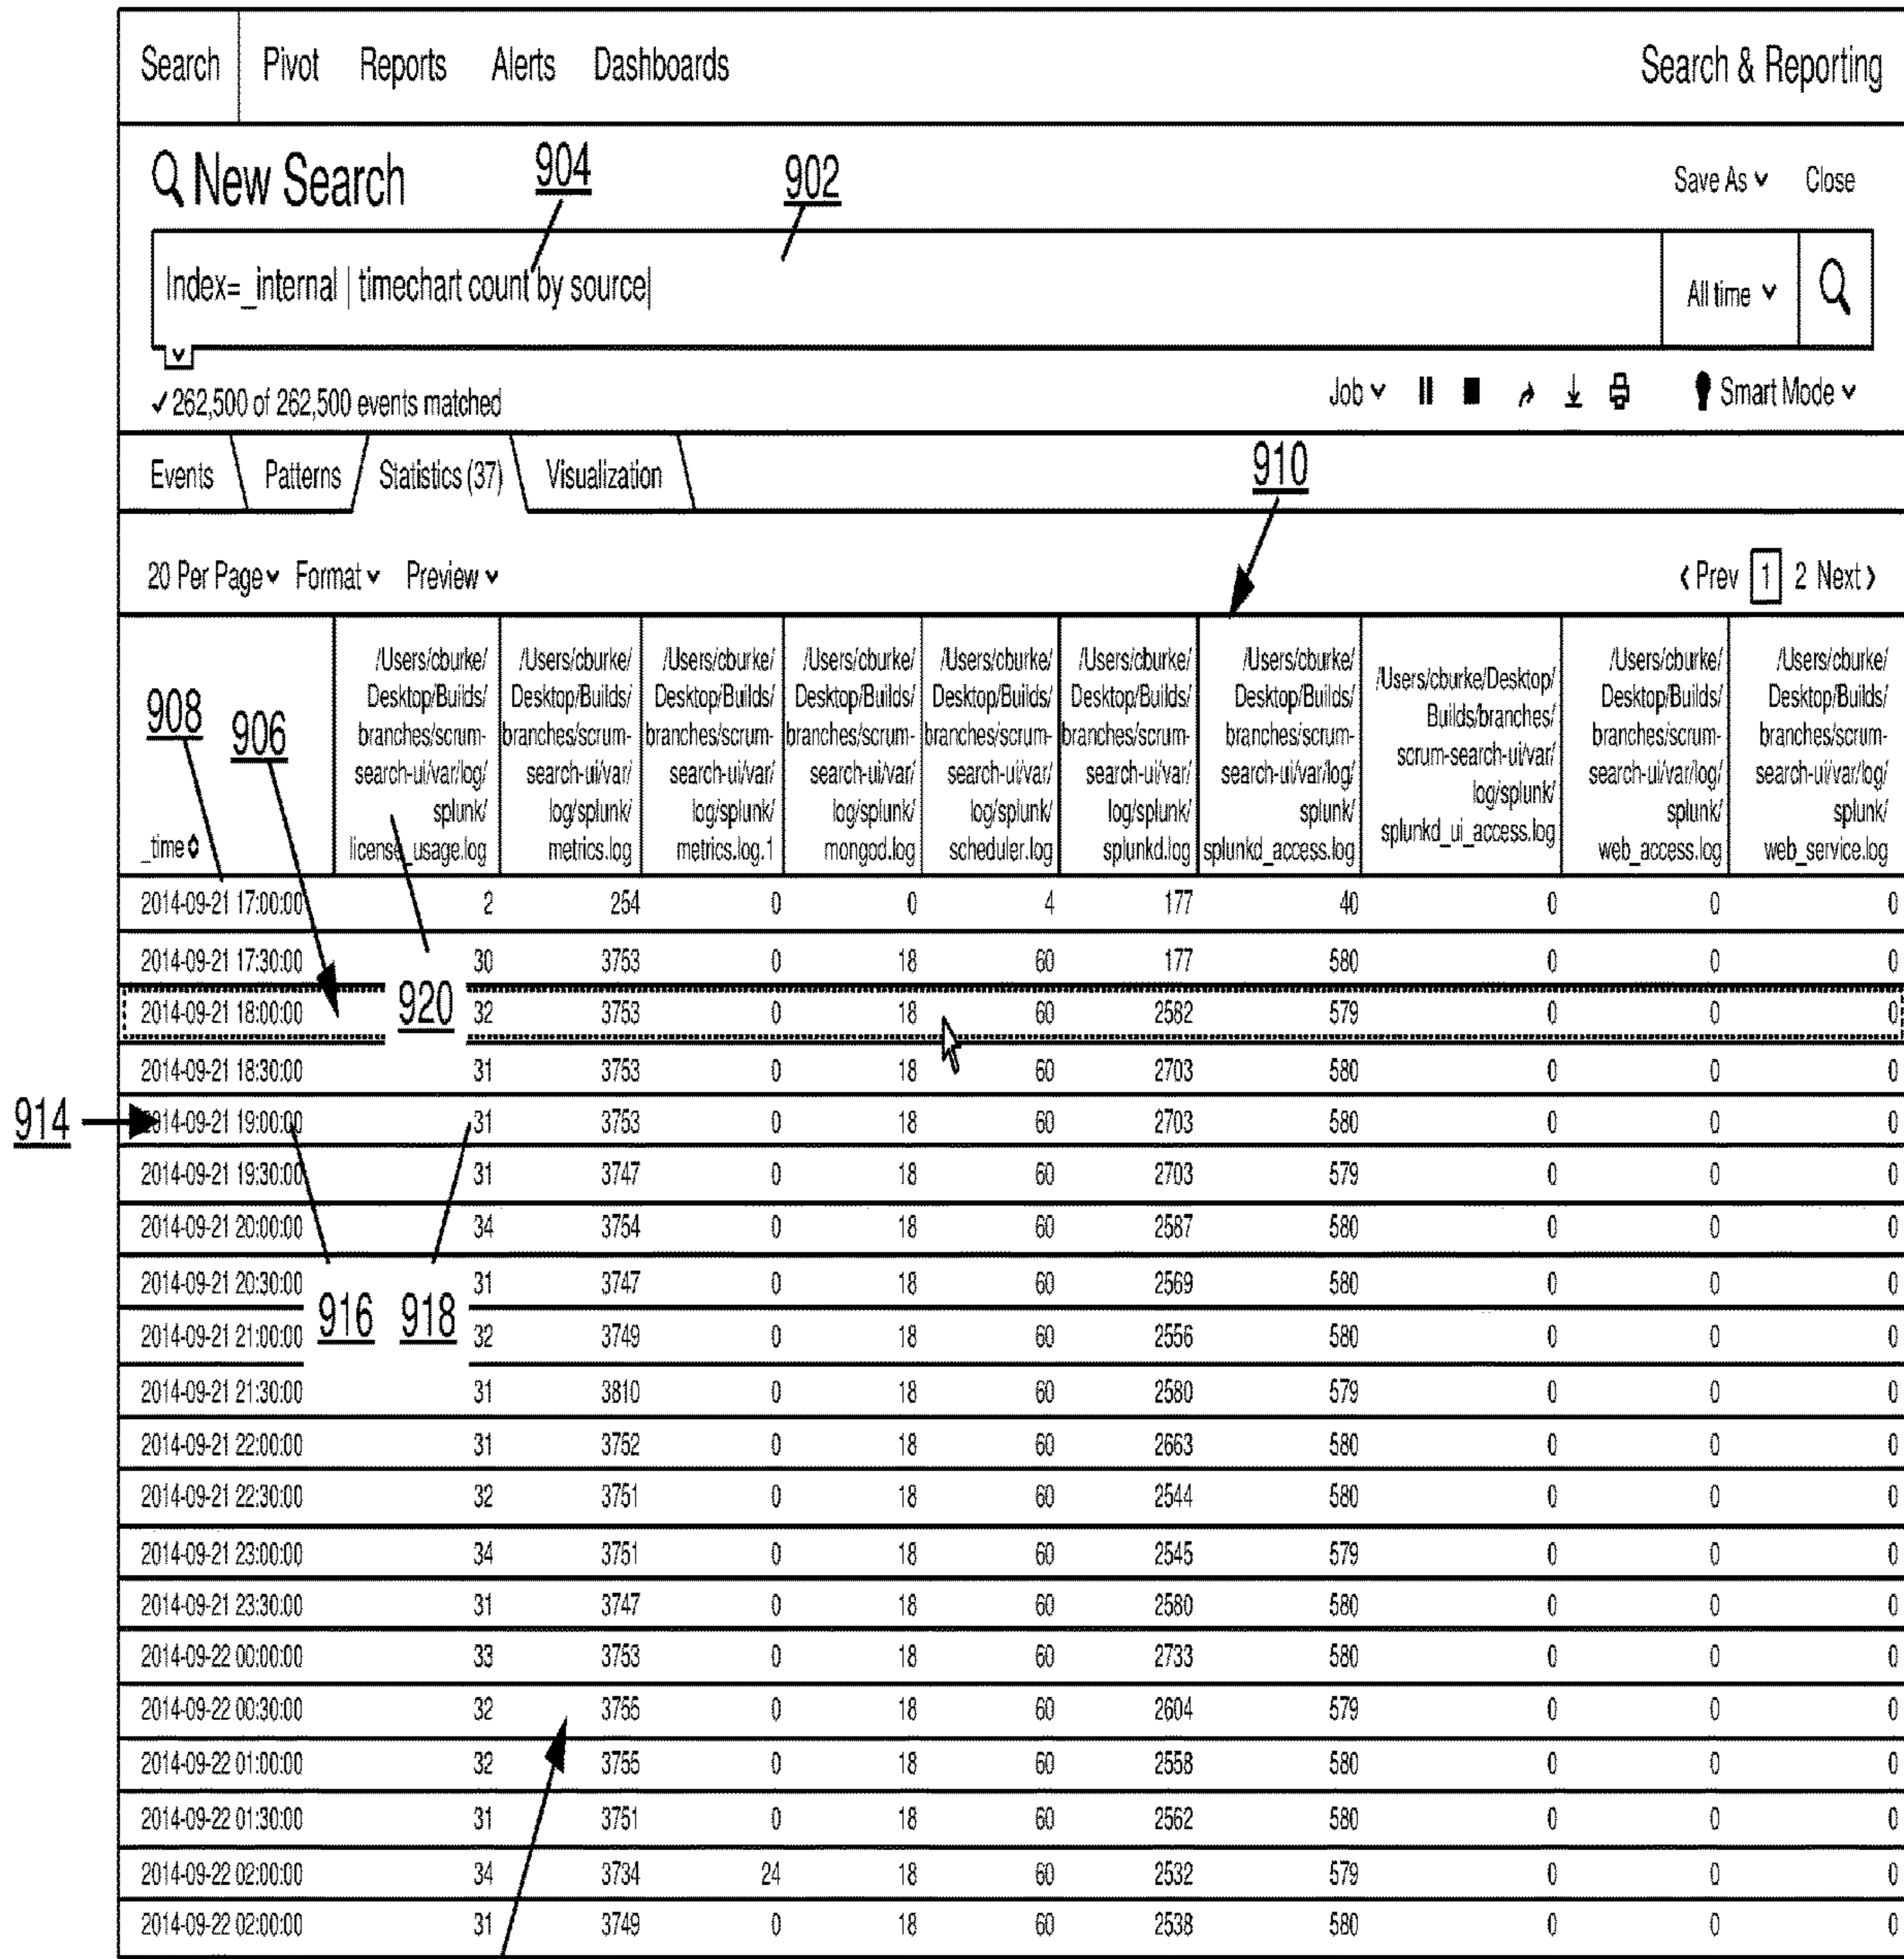 Search Pivot Reports Alerts Dashboards Search & Reporting
New Search 904 902 Save As Close
Index=_internal | timechart count by source| All time
262,500 of 262,500 events matched Job Smart Mode
Events Patterns Statistics (37) Visualization 910
20 Per Page Format Preview < Prev 1 2 Next >
908 906
_time
/Users/cburke/
Desktop/Builds/
branches/scrum-
search-ui/var/log/
splunk/
license_usage.log
/Users/cburke/
Desktop/Builds/
branches/scrum-
search-ui/var/
log/splunk/
metrics.log
/Users/cburke/
Desktop/Builds/
branches/scrum-
search-ui/var/
log/splunk/
metrics.log.1
/Users/cburke/
Desktop/Builds/
branches/scrum-
search-ui/var/
log/splunk/
mongod.log
/Users/cburke/
Desktop/Builds/
branches/scrum-
search-ui/var/
log/splunk/
scheduler.log
/Users/cburke/
Desktop/Builds/
branches/scrum-
search-ui/var/
log/splunk/
splunkd.log
/Users/cburke/
Desktop/Builds/
branches/scrum-
search-ui/var/log/
splunk/
splunkd_access.log
/Users/cburke/Desktop/
Builds/branches/
scrum-search-ui/var/
log/splunk/
splunkd_ui_access.log
/Users/cburke/
Desktop/Builds/
branches/scrum-
search-ui/var/log/
splunk/
web_access.log
/Users/cburke/
Desktop/Builds/
branches/scrum-
search-ui/var/log/
splunk/
web_service.log
2014-09-21 17:00:00 2 254 0 0 4 177 40 0 0 0
2014-09-21 17:30:00 30 3753 0 18 60 177 580 0 0 0
2014-09-21 18:00:00 920 32 3753 0 18 60 2582 579 0 0 0
2014-09-21 18:30:00 31 3753 0 18 60 2703 580 0 0 0
914 2014-09-21 19:00:00 31 3753 0 18 60 2703 580 0 0 0
2014-09-21 19:30:00 31 3747 0 18 60 2703 579 0 0 0
2014-09-21 20:00:00 34 3754 0 18 60 2587 580 0 0 0
2014-09-21 20:30:00 31 3747 0 18 60 2569 580 0 0 0
916 918
2014-09-21 21:00:00 32 3749 0 18 60 2556 580 0 0 0
2014-09-21 21:30:00 31 3810 0 18 60 2580 579 0 0 0
2014-09-21 22:00:00 31 3752 0 18 60 2663 580 0 0 0
2014-09-21 22:30:00 32 3751 0 18 60 2544 580 0 0 0
2014-09-21 23:00:00 34 3751 0 18 60 2545 579 0 0 0
2014-09-21 23:30:00 31 3747 0 18 60 2580 580 0 0 0
2014-09-22 00:00:00 33 3753 0 18 60 2733 580 0 0 0
2014-09-22 00:30:00 32 3755 0 18 60 2604 579 0 0 0
2014-09-22 01:00:00 32 3755 0 18 60 2558 580 0 0 0
2014-09-22 01:30:00 31 3751 0 18 60 2562 580 0 0 0
2014-09-22 02:00:00 34 3734 24 18 60 2532 579 0 0 0
2014-09-22 02:00:00 31 3749 0 18 60 2538 580 0 0 0